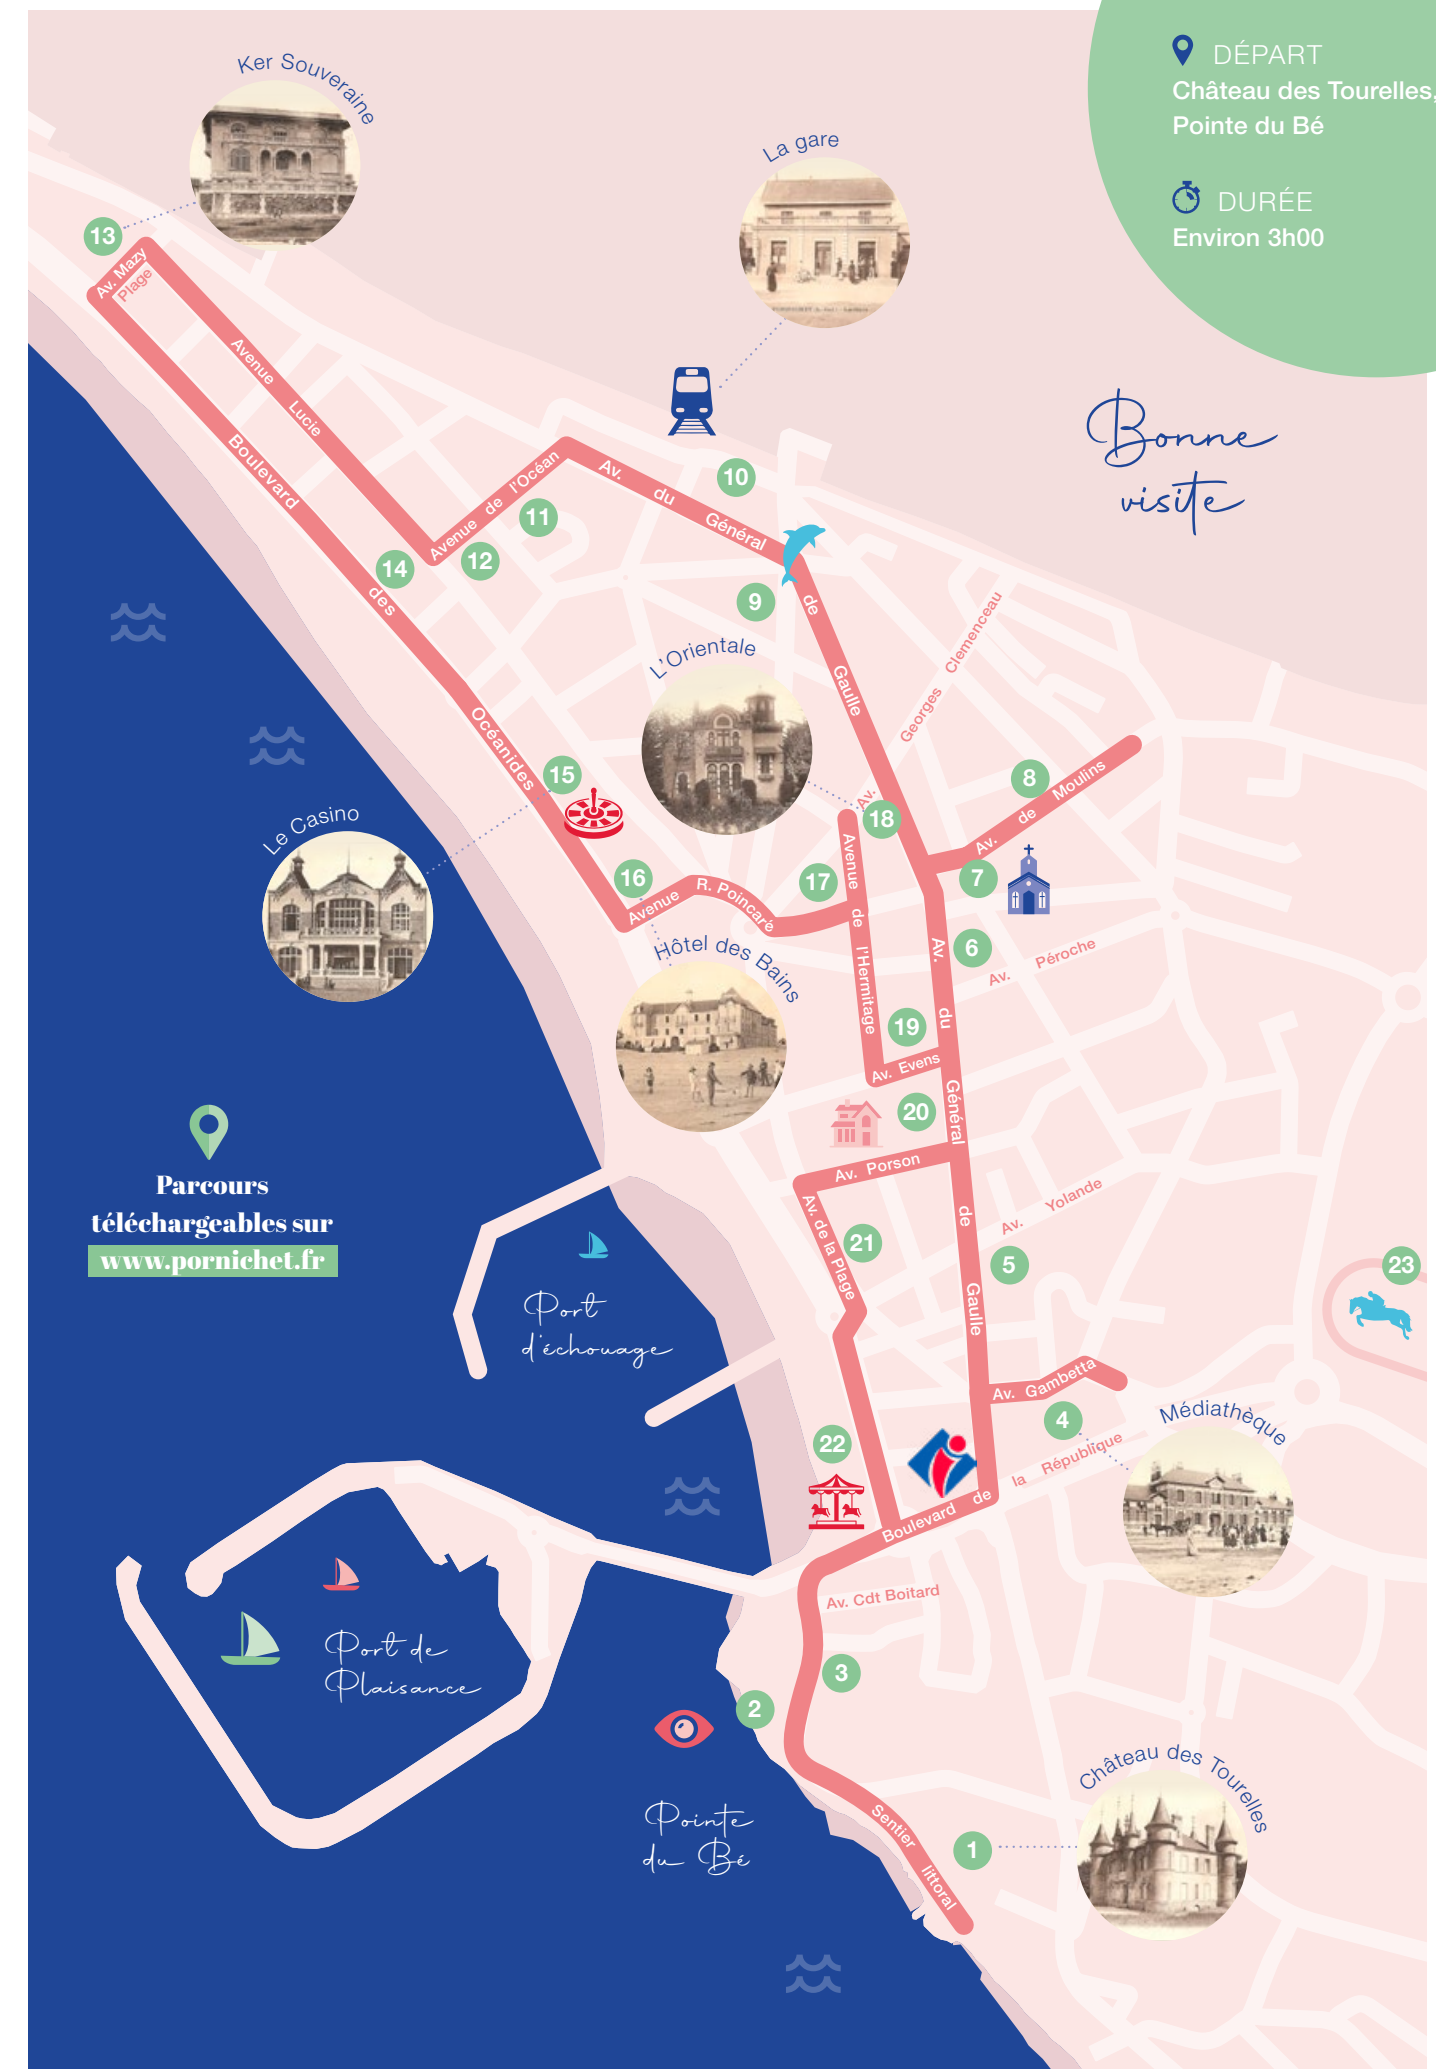 DÉPART
Château des Tourelles,
Pointe du Bé
DURÉE
Environ 3h00
Ker Souveraine
La gare
13
Av. Mazy
Plage
Avenue Lucie
Bonne
visite
Boulevard des Océanides
Avenue de l'Océan
Av. du Général de Gaulle
10
11
12
14
9
Georges Clemenceau
Av.
L'Orientale
15
8
Av. de Moulins
Le Casino
18
16
17
7
Avenue R. Poincaré
Avenue de l'Hermitage
Hôtel des Bains
6
Av. Péroche
Av. du Général de Gaulle
19
Av. Evens
20
Av. Porson
Parcours
téléchargeables sur
www.pornichet.fr
Av. Yolande
Av. de la Plage
21
5
23
Port
d'échouage
Av. Gambetta
4
Médiathèque
22
Boulevard de la République
Av. Cdt Boitard
Port de
Plaisance
3
2
Château des Tourelles
Pointe
du Bé
Sentier littoral
1